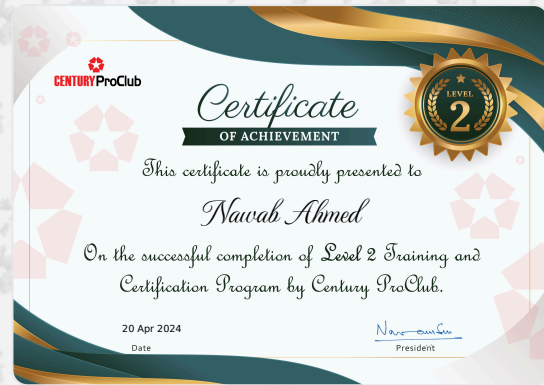 CENTURY ProClub
Certificate
OF ACHIEVEMENT
LEVEL
2
This certificate is proudly presented to
Nawab Ahmed
On the successful completion of Level 2 Training and
Certification Program by Century ProClub.
20 Apr 2024
Date
President